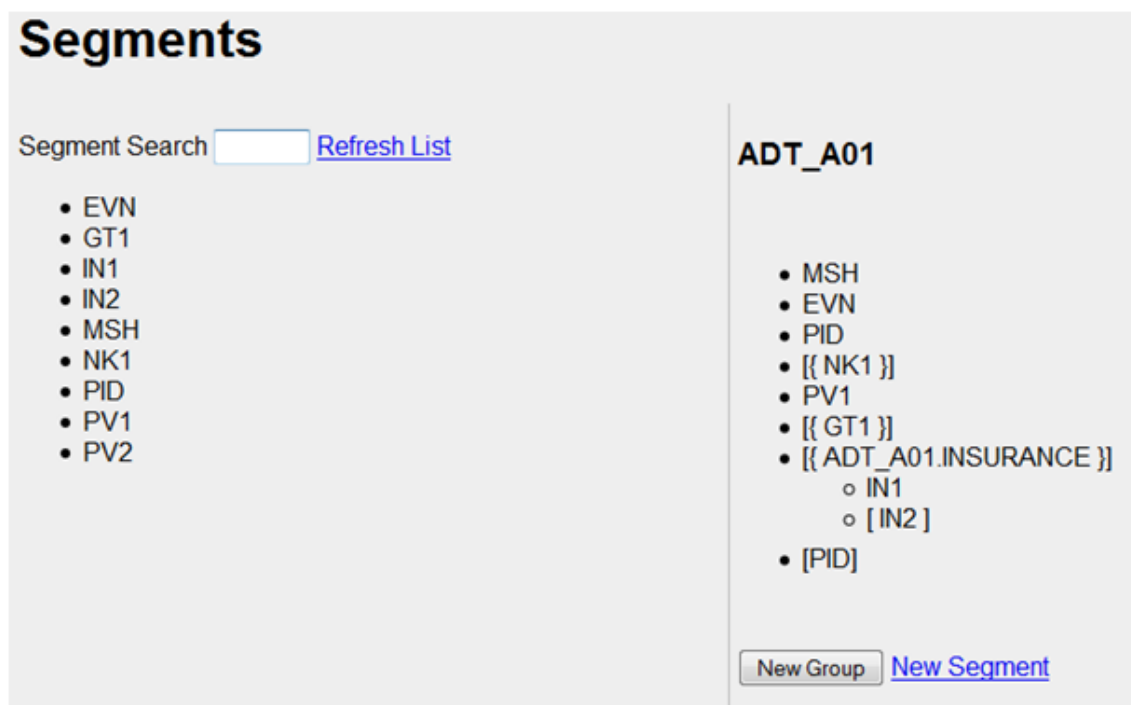 Segments
Segment Search Refresh List
• EVN
• GT1
• IN1
• IN2
• MSH
• NK1
• PID
• PV1
• PV2
ADT_A01
• MSH
• EVN
• PID
• [{ NK1 }]
• PV1
• [{ GT1 }]
• [{ ADT_A01.INSURANCE }]
○ IN1
○ [ IN2 ]
• [PID]
New Group New Segment